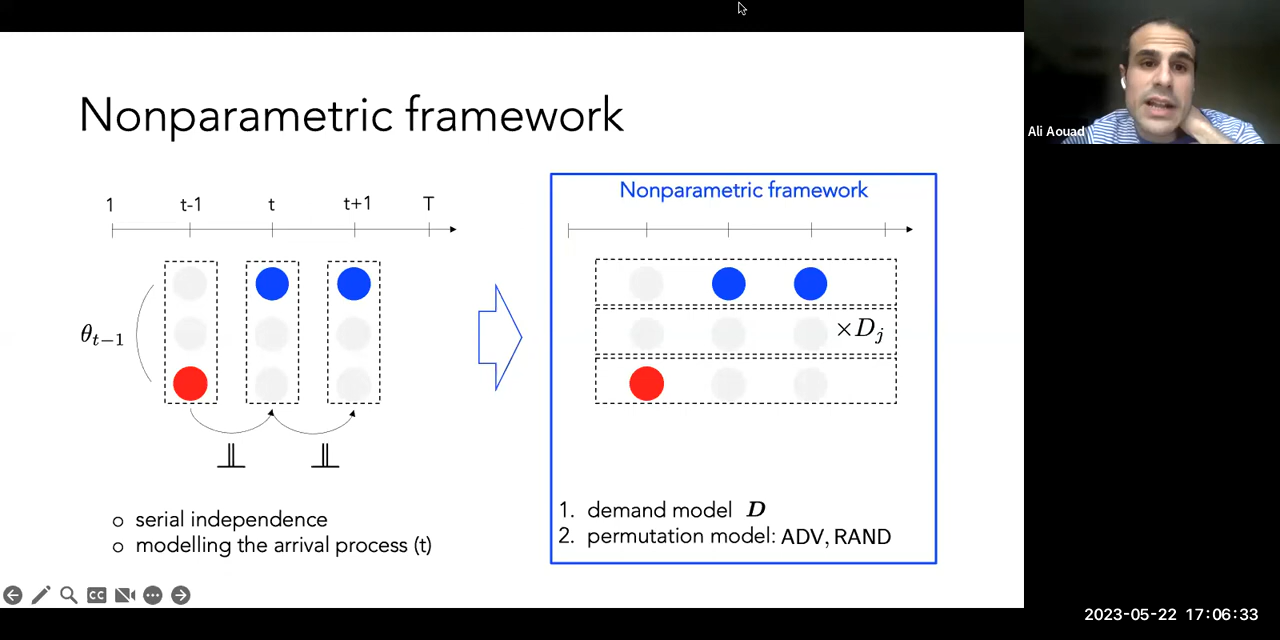 Nonparametric framework
1 t-1 t t+1 T
θ_{t−1}
⫫ ⫫
o serial independence
o modelling the arrival process (t)
Nonparametric framework
×D_j
1. demand model D
2. permutation model: ADV, RAND
CC
Ali Aouad
2023-05-22 17:06:33